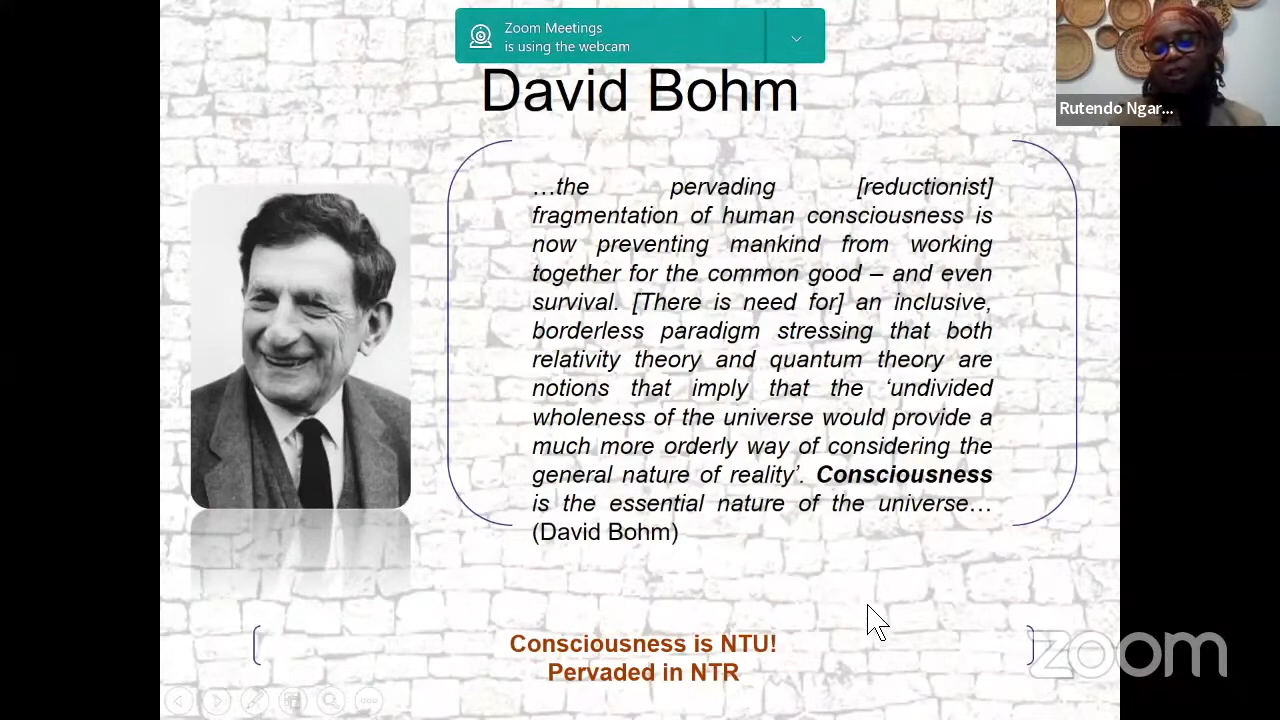 Zoom Meetings
is using the webcam
David Bohm
Rutendo Ngar...
…the pervading [reductionist]
fragmentation of human consciousness is
now preventing mankind from working
together for the common good – and even
survival. [There is need for] an inclusive,
borderless paradigm stressing that both
relativity theory and quantum theory are
notions that imply that the ‘undivided
wholeness of the universe would provide a
much more orderly way of considering the
general nature of reality’. Consciousness
is the essential nature of the universe…
(David Bohm)
Consciousness is NTU!
Pervaded in NTR
zoom